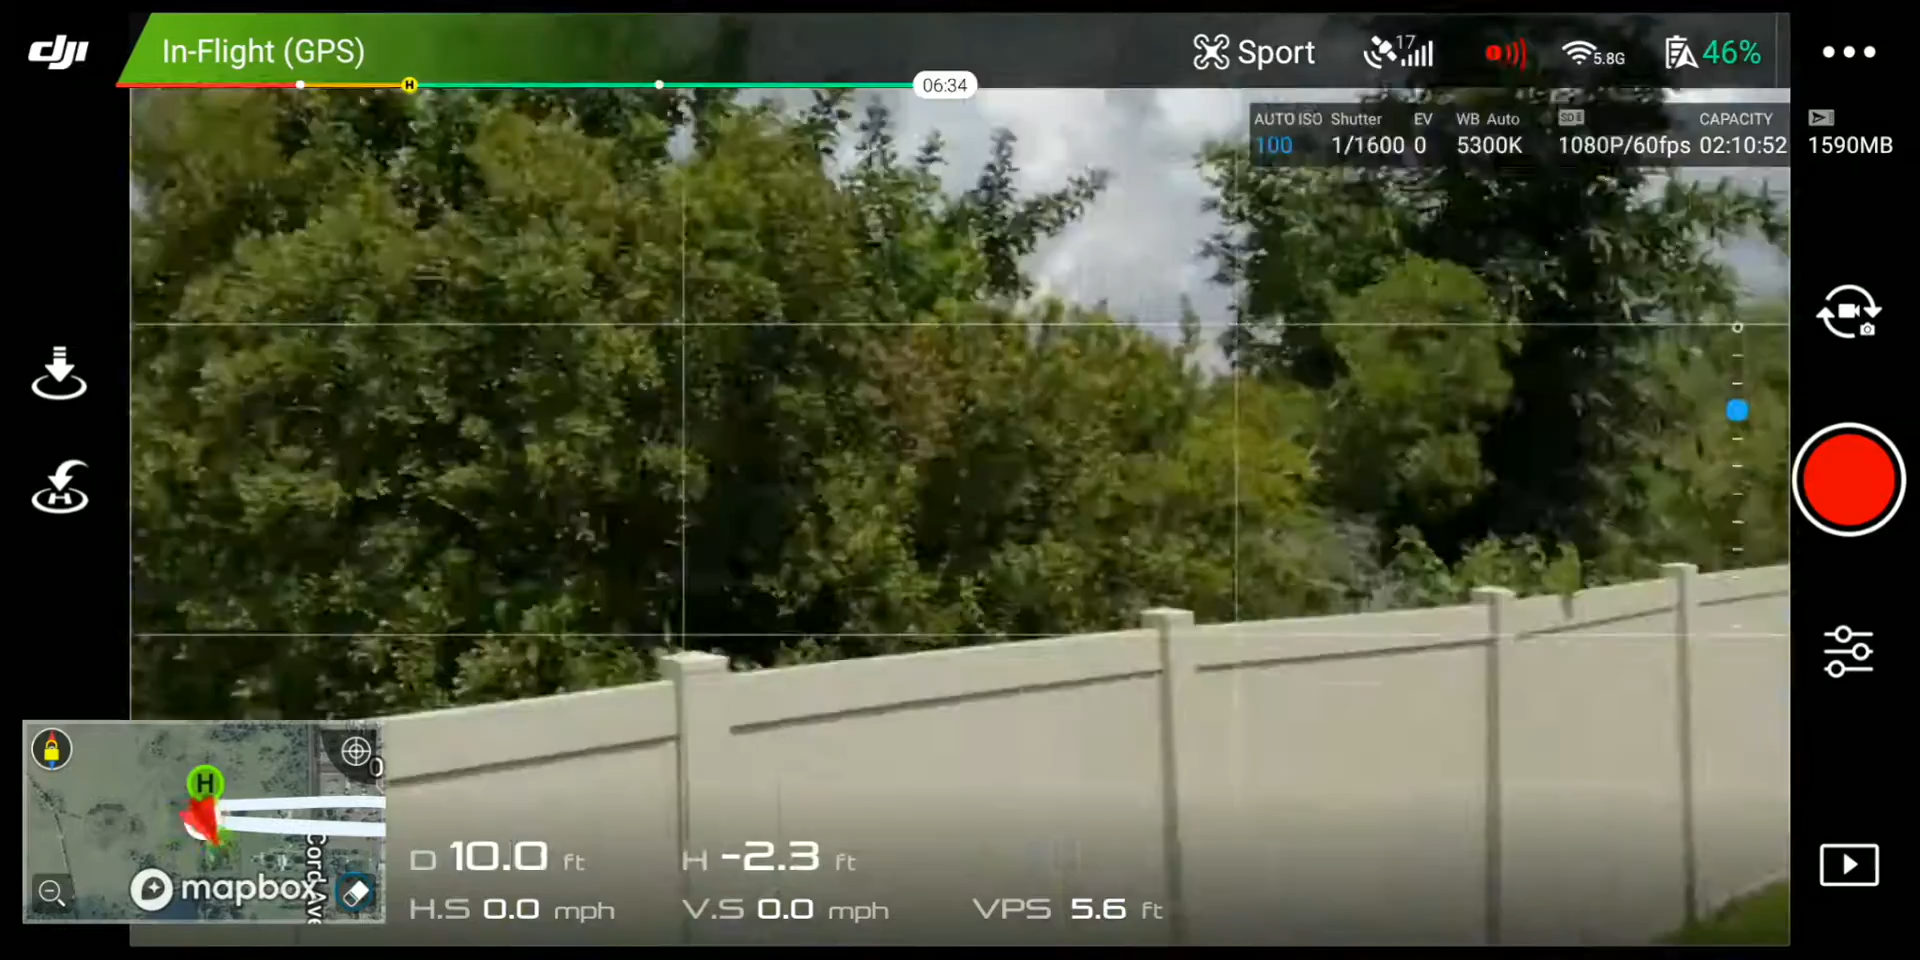 dji
In-Flight (GPS)
Sport
17
5.8G
46%
H
06:34
AUTO ISO Shutter EV WB Auto CAPACITY
100 1/1600 0 5300K 1080P/60fps 02:10:52
1590MB
H
H
Cord Ave
mapbox
D 10.0 ft H -2.3 ft
H.S 0.0 mph V.S 0.0 mph VPS 5.6 ft